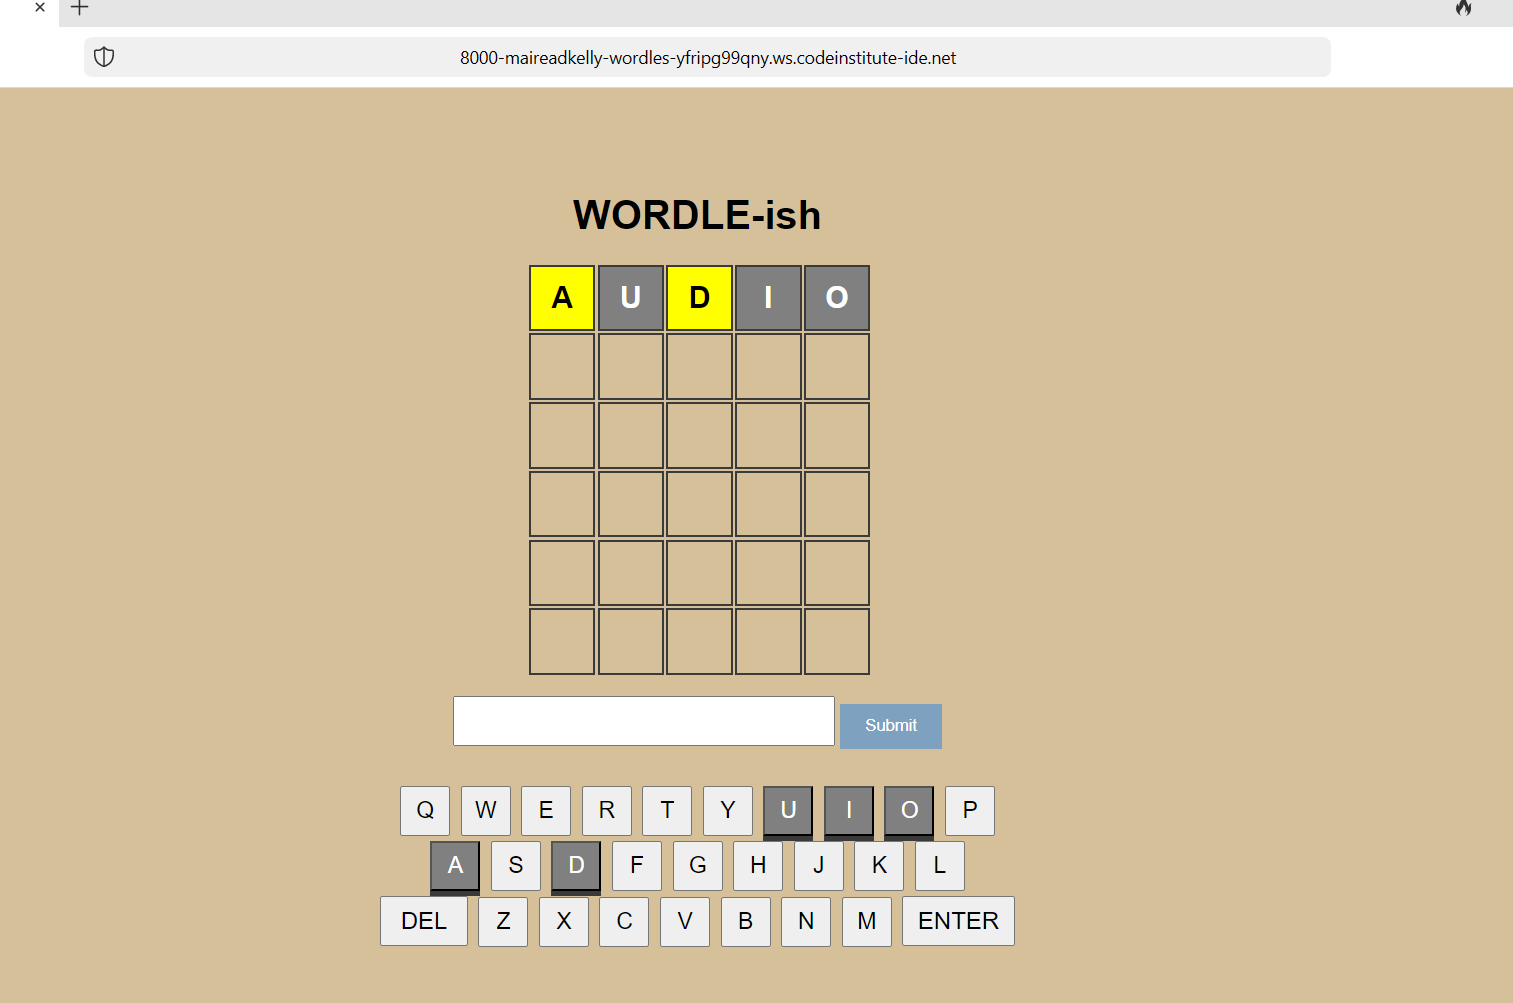 8000-maireadkelly-wordles-yfripg99qny.ws.codeinstitute-ide.net
WORDLE-ish
A U D I O
Submit
Q W E R T Y U I O P
A S D F G H J K L
DEL Z X C V B N M ENTER